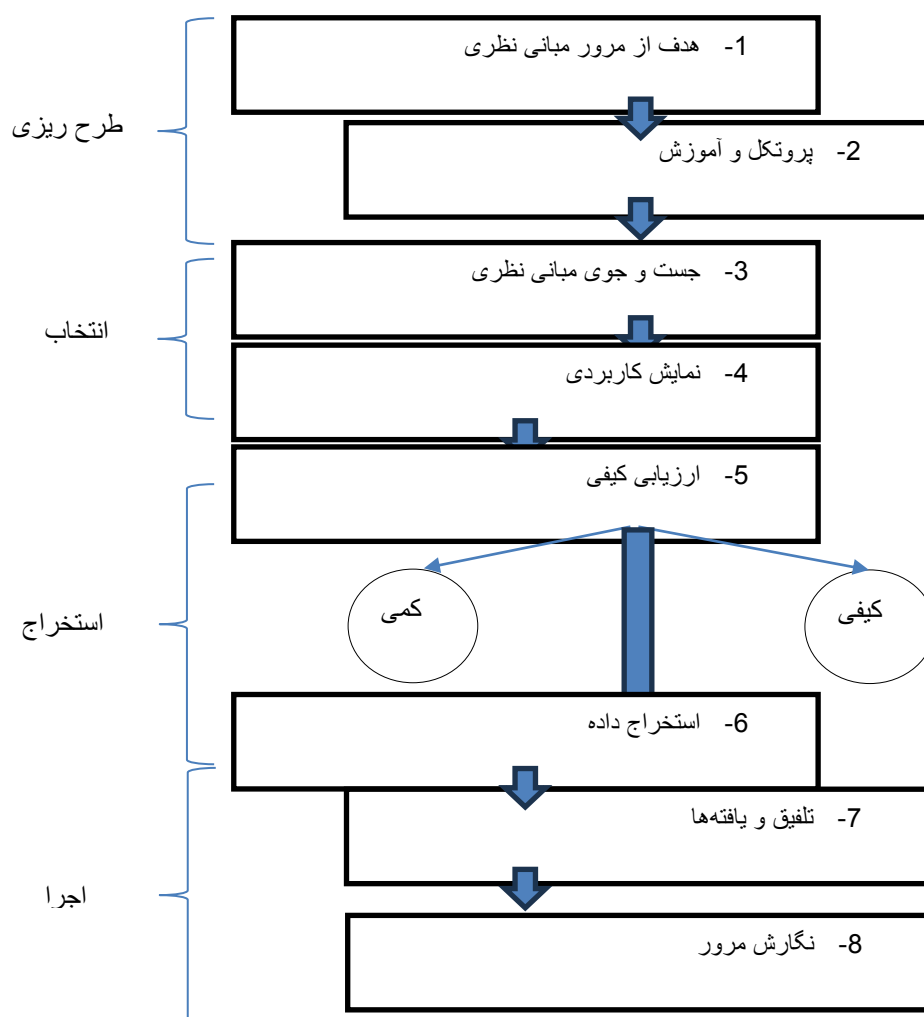 1- هدف از مرور مبانی نظری
طرح ریزی
2- پروتکل و آموزش
3- جست و جوی مبانی نظری
انتخاب
4- نمایش کاربردی
5- ارزیابی کیفی
کیفی
کمی
استخراج
6- استخراج داده
7- تلفیق و یافته‌ها
اجرا
8- نگارش مرور